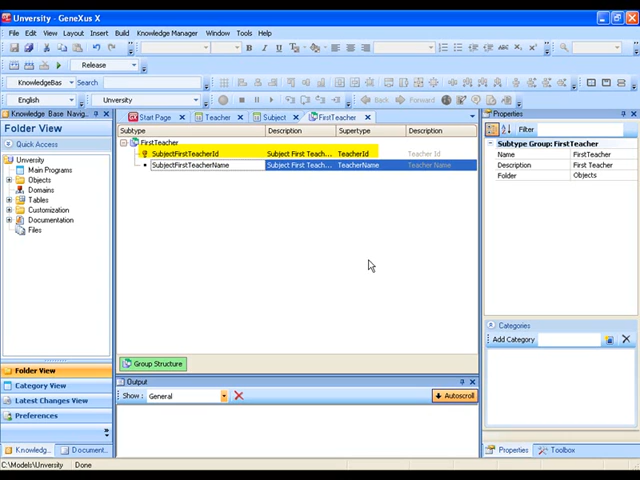 Unversity - GeneXus X
File Edit View Layout Insert Build Knowledge Manager Window Tools Help
Release
KnowledgeBas Search
English Unversity Back Forward
Knowledge Base Navig...
Start Page Teacher Subject FirstTeacher
Properties
Folder View
Quick Access
Unversity
Main Programs
Objects
Domains
Tables
Customization
Documentation
Files
Subtype Description Supertype Description
FirstTeacher
SubjectFirstTeacherId Subject First Teach... TeacherId Teacher Id
SubjectFirstTeacherName Subject First Teach... TeacherName Teacher Name
Filter
Subtype Group: FirstTeacher
Name FirstTeacher
Description FirstTeacher
Folder Objects
Categories
Add Category
Group Structure
Folder View
Category View
Latest Changes View
Preferences
Output
Show: General Autoscroll
Knowledg... Document...
Properties Toolbox
C:\Models\Unversity Done